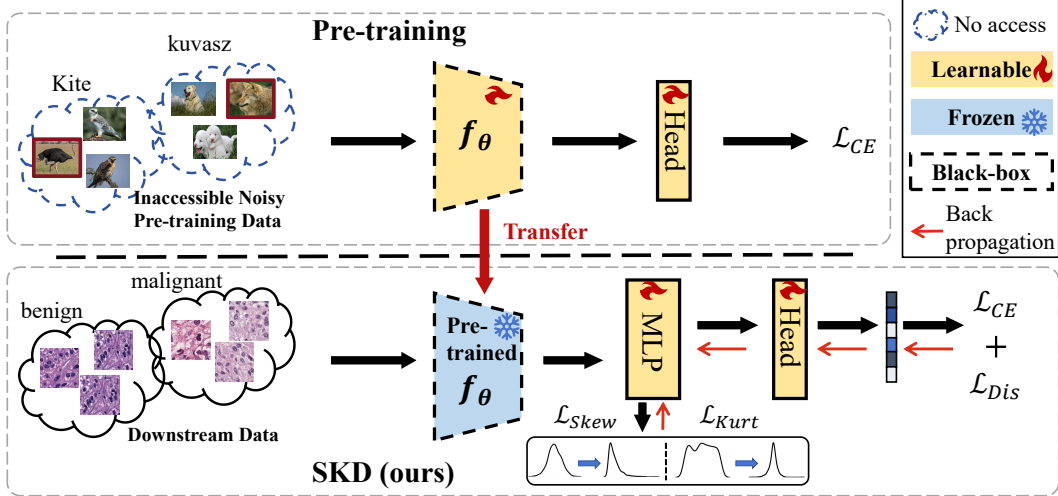 Pre-training
kuvasz
Kite
Inaccessible Noisy
Pre-training Data
f_θ
Head
ℒ_CE
No access
Learnable
Frozen
Black-box
Back
propagation
Transfer
malignant
benign
Downstream Data
Pre-
trained
f_θ
MLP
Head
ℒ_CE
+
ℒ_Dis
ℒ_Skew
ℒ_Kurt
SKD (ours)